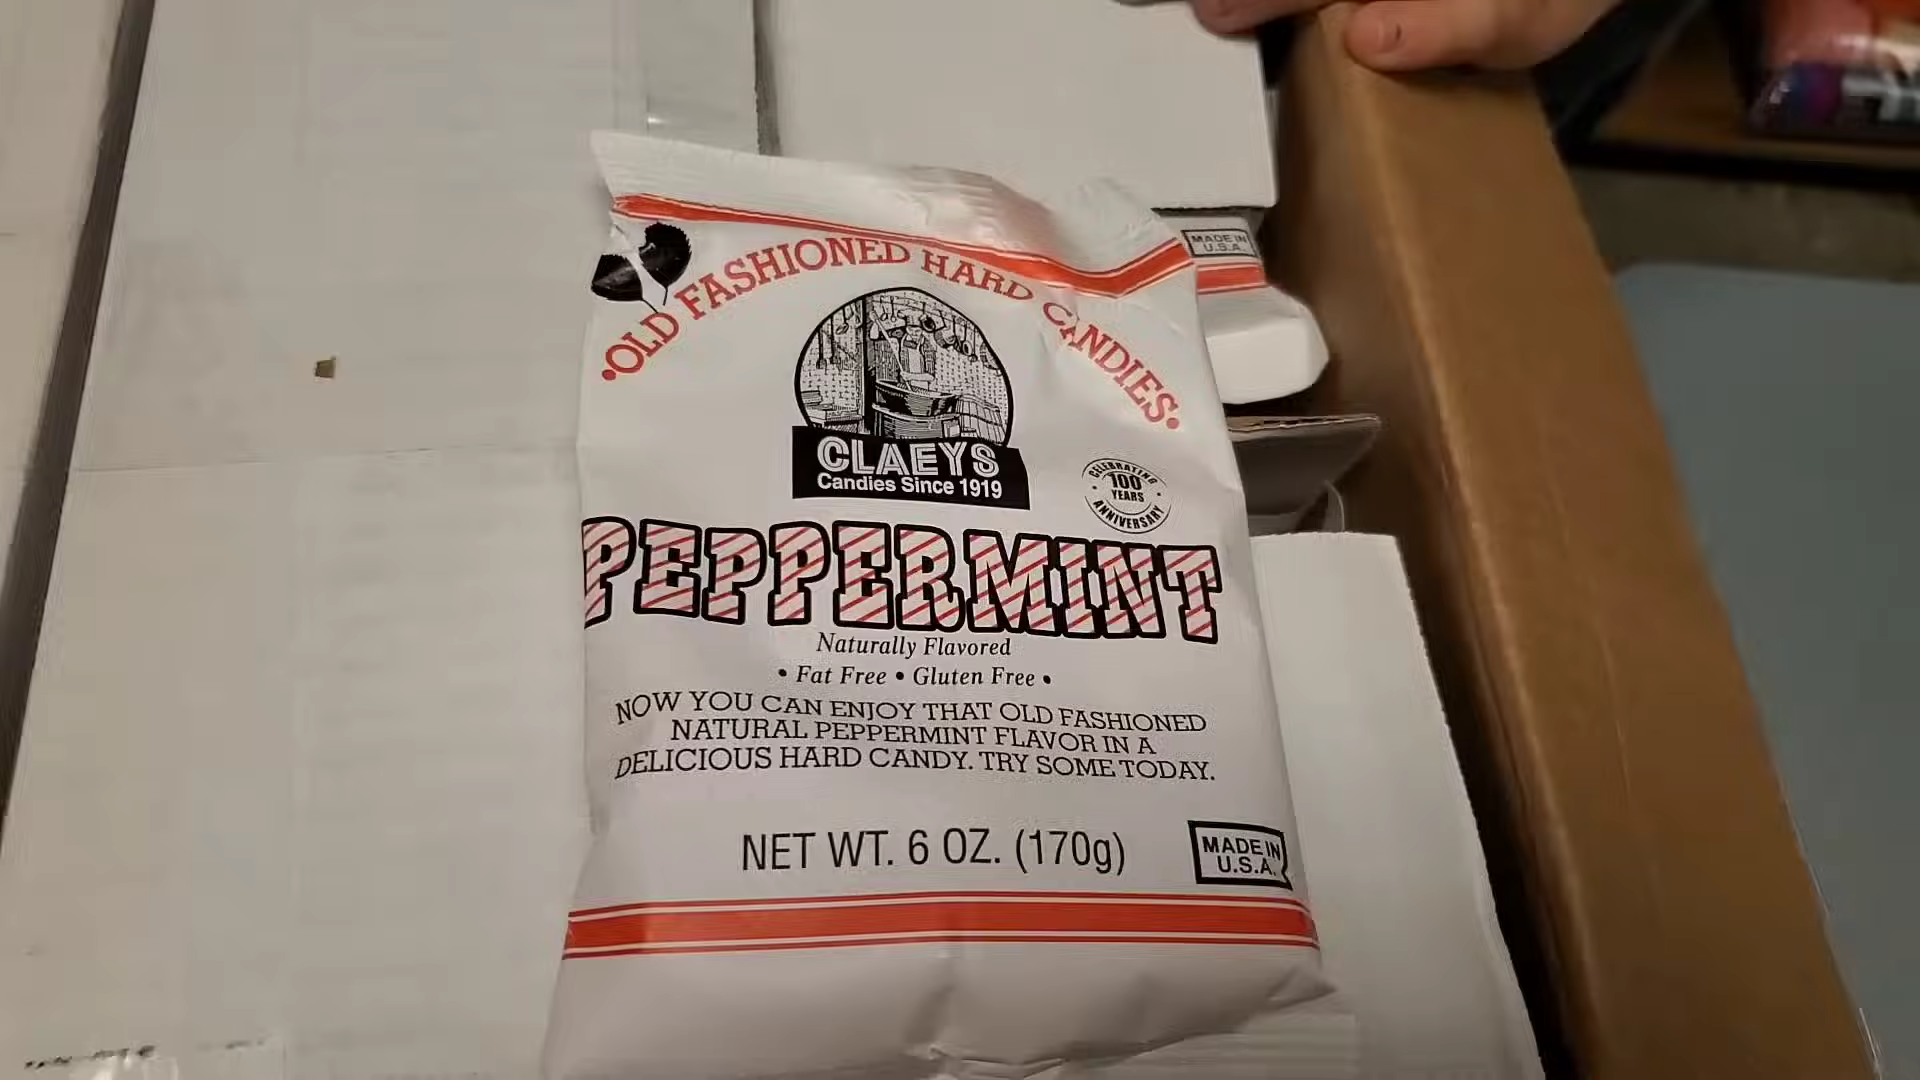 •OLD FASHIONED HARD CANDIES•
MADE IN
U.S.A.
CLAEYS
Candies Since 1919
CELEBRATING
100
YEARS
ANNIVERSARY
PEPPERMINT
Naturally Flavored
• Fat Free • Gluten Free •
NOW YOU CAN ENJOY THAT OLD FASHIONED
NATURAL PEPPERMINT FLAVOR IN A
DELICIOUS HARD CANDY. TRY SOME TODAY.
NET WT. 6 OZ. (170g)
MADE IN
U.S.A.